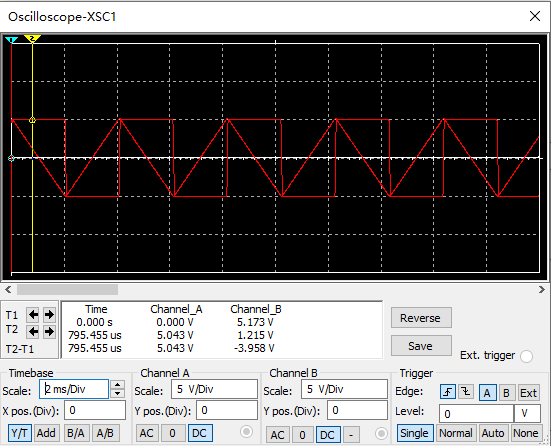 Oscilloscope-XSC1
1 2
Time Channel_A Channel_B
T1 0.000 s 0.000 V 5.173 V
T2 795.455 us 5.043 V 1.215 V
T2-T1 795.455 us 5.043 V -3.958 V
Reverse
Save
Ext. trigger
Timebase Channel A Channel B Trigger
Scale: 2 ms/Div Scale: 5 V/Div Scale: 5 V/Div Edge: A B Ext
X pos.(Div): 0 Y pos.(Div): 0 Y pos.(Div): 0 Level: 0 V
Y/T Add B/A A/B AC 0 DC AC 0 DC - Single Normal Auto None